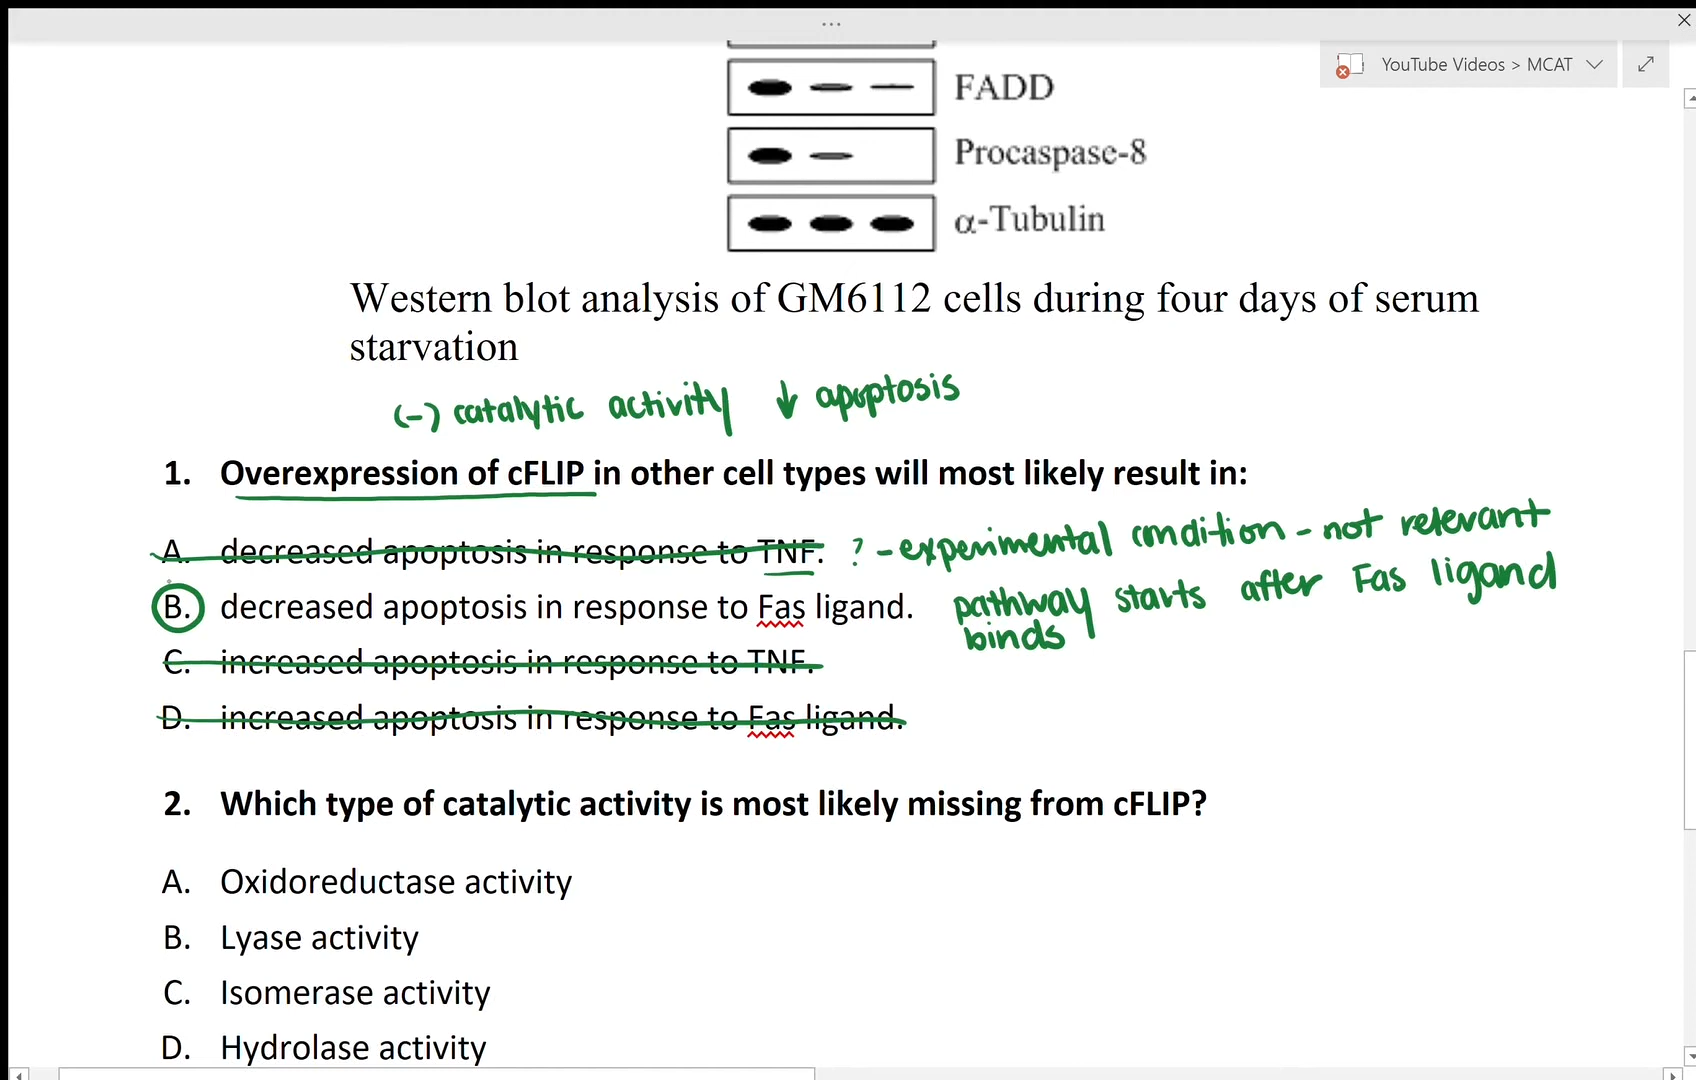 YouTube Videos > MCAT
FADD
Procaspase-8
α-Tubulin
Western blot analysis of GM6112 cells during four days of serum
starvation
(-) catalytic activity ↓ apoptosis
1. Overexpression of cFLIP in other cell types will most likely result in:
A. decreased apoptosis in response to TNF. ? - experimental condition - not relevant
B. decreased apoptosis in response to Fas ligand. pathway starts after Fas ligand
binds
C. increased apoptosis in response to TNF.
D. increased apoptosis in response to Fas ligand.
2. Which type of catalytic activity is most likely missing from cFLIP?
A. Oxidoreductase activity
B. Lyase activity
C. Isomerase activity
D. Hydrolase activity